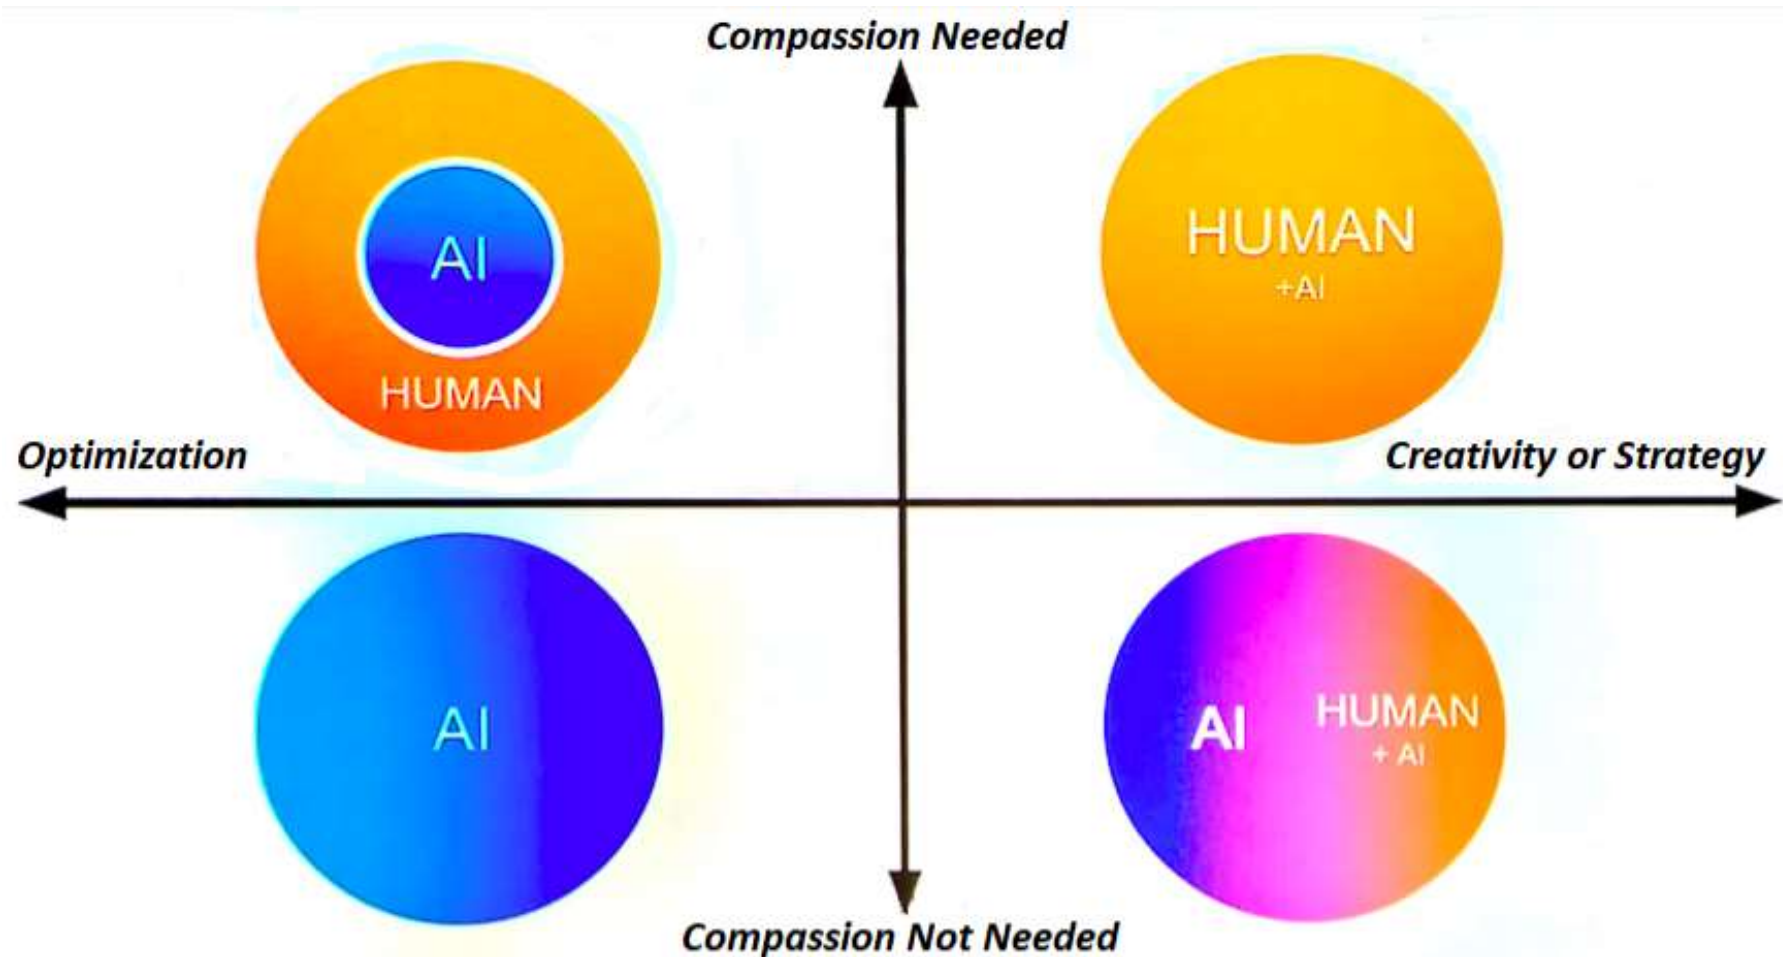 Compassion Needed
AI
HUMAN
HUMAN
+AI
Optimization
Creativity or Strategy
AI
AI
HUMAN
+ AI
Compassion Not Needed